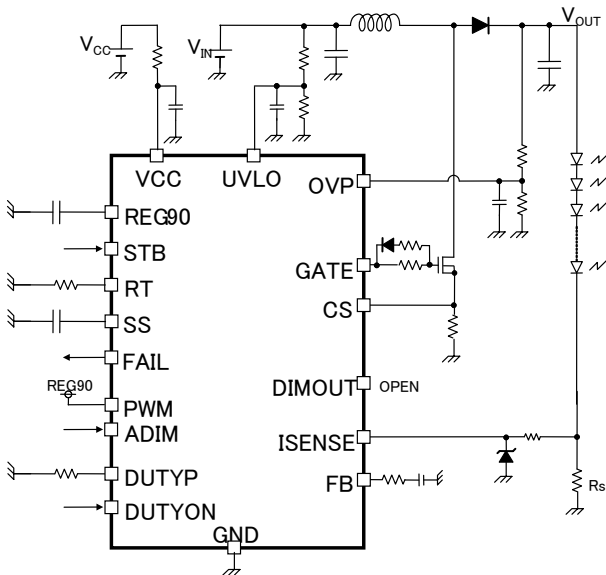 VCC
VIN
VOUT
VCC
UVLO
OVP
REG90
STB
GATE
RT
CS
SS
FAIL
REG90
DIMOUT
OPEN
PWM
ADIM
ISENSE
DUTYP
FB
Rs
DUTYON
GND